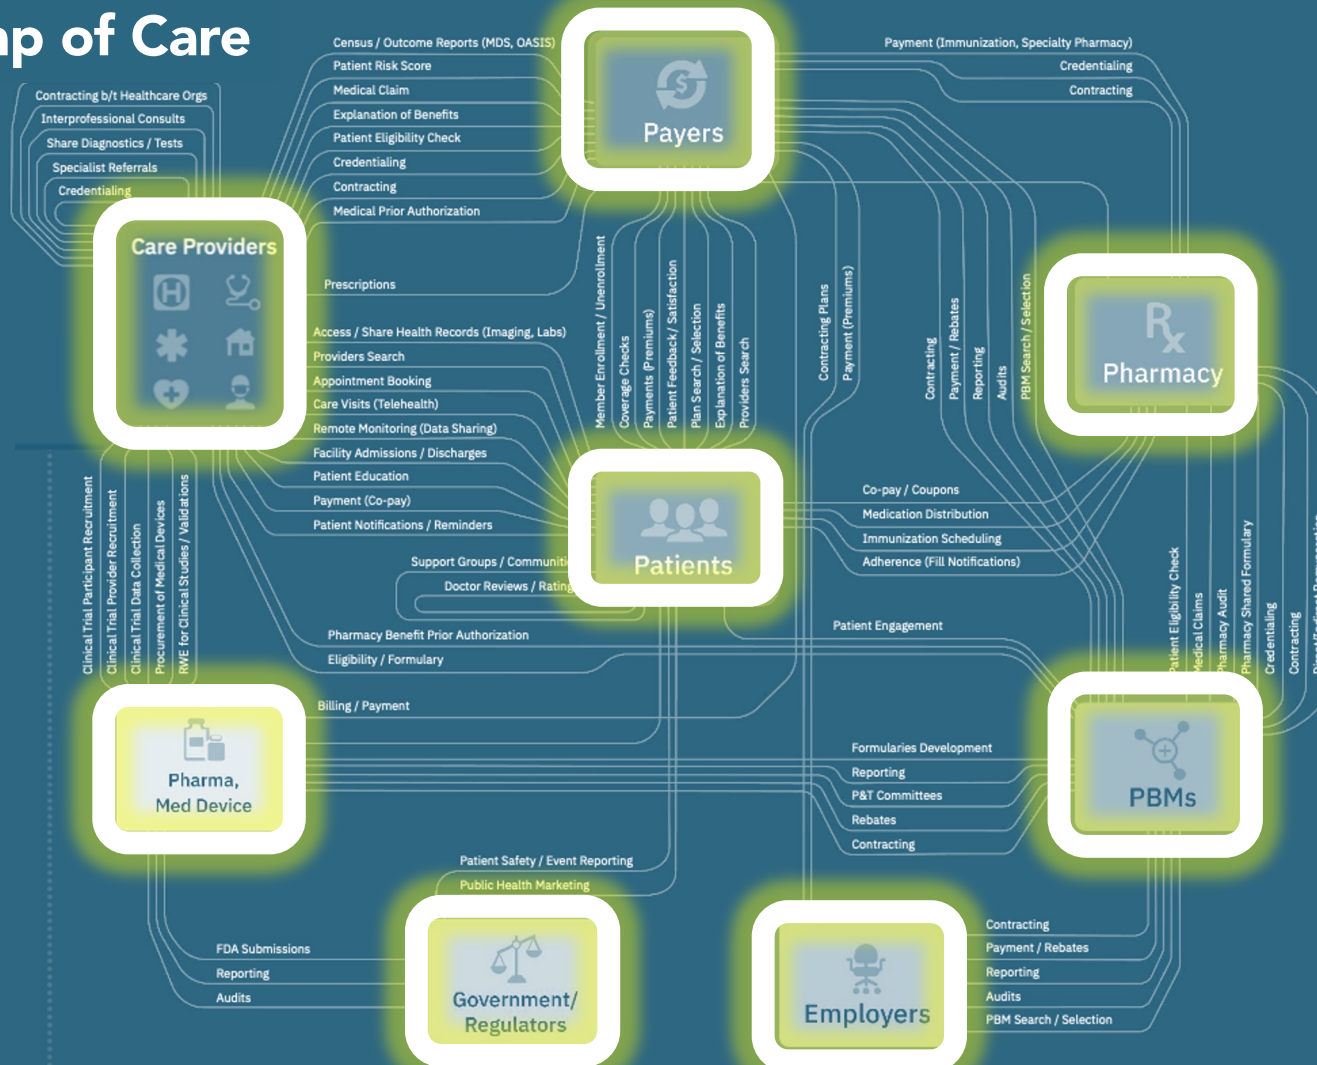 of Care
Contracting b/t Healthcare Orgs
Interprofessional Consults
Share Diagnostics / Tests
Specialist Referrals
Credentialing
Care Providers
Census / Outcome Reports (MDS, OASIS)
Patient Risk Score
Medical Claim
Explanation of Benefits
Patient Eligibility Check
Credentialing
Contracting
Medical Prior Authorization
Payers
Payment (Immunization, Specialty Pharmacy)
Credentialing
Contracting
Prescriptions
Access / Share Health Records (Imaging, Labs)
Providers Search
Appointment Booking
Care Visits (Telehealth)
Remote Monitoring (Data Sharing)
Facility Admissions / Discharges
Patient Education
Payment (Co-pay)
Patient Notifications / Reminders
Member Enrollment / Unenrollment
Coverage Checks
Payments (Premiums)
Patient Feedback / Satisfaction
Plan Search / Selection
Explanation of Benefits
Providers Search
Contracting Plans
Payment (Premiums)
Contracting
Payment / Rebates
Reporting
Audits
PBM Search / Selection
Rx
Pharmacy
Patients
Support Groups /
Doctor Reviews /
Co-pay / Coupons
Medication Distribution
Immunization Scheduling
Adherence (Fill Notifications)
Clinical Trial Participant Recruitment
Clinical Trial Provider Recruitment
Clinical Trial Data Collection
Procurement of Medical Devices
RWE for Clinical Studies / Validations
Pharmacy Benefit Prior Authorization
Eligibility / Formulary
Patient Engagement
Patient Eligibility Check
Medical Claims
Pharmacy Audit
Pharmacy Shared Formulary
Credentialing
Contracting
Pharma,
Med Device
Billing / Payment
Formularies Development
Reporting
P&T Committees
Rebates
Contracting
PBMs
Patient Safety / Event Reporting
Public Health Marketing
FDA Submissions
Reporting
Audits
Government/
Regulators
Employers
Contracting
Payment / Rebates
Reporting
Audits
PBM Search / Selection